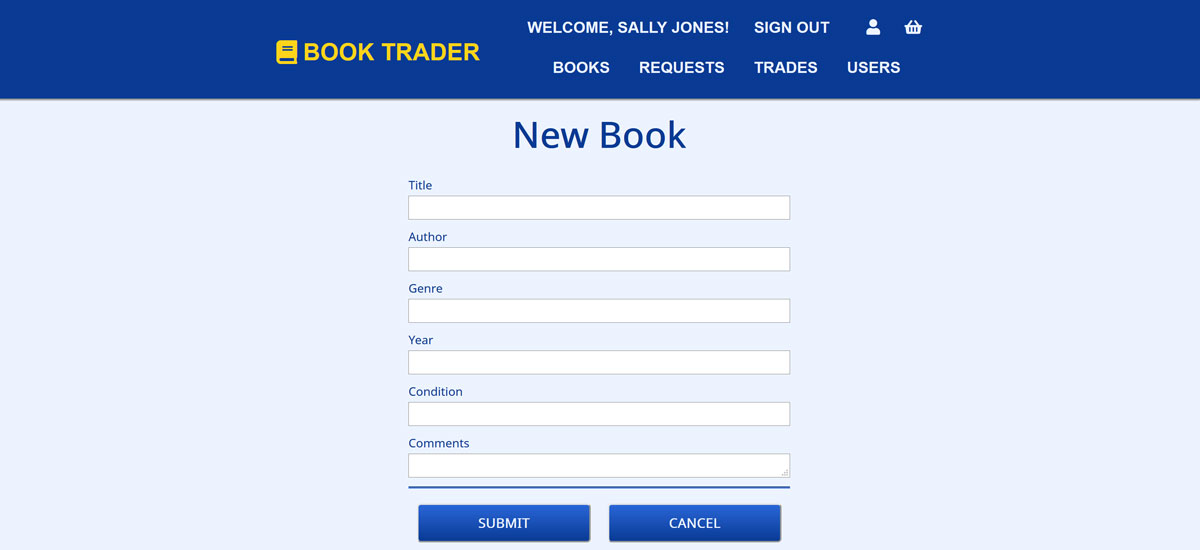 WELCOME, SALLY JONES! SIGN OUT
BOOK TRADER
BOOKS REQUESTS TRADES USERS
New Book
Title
Author
Genre
Year
Condition
Comments
SUBMIT CANCEL